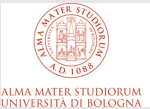 ALMA MATER STUDIORUM
A.D. 1088
ALMA MATER STUDIORUM
UNIVERSITÀ DI BOLOGNA